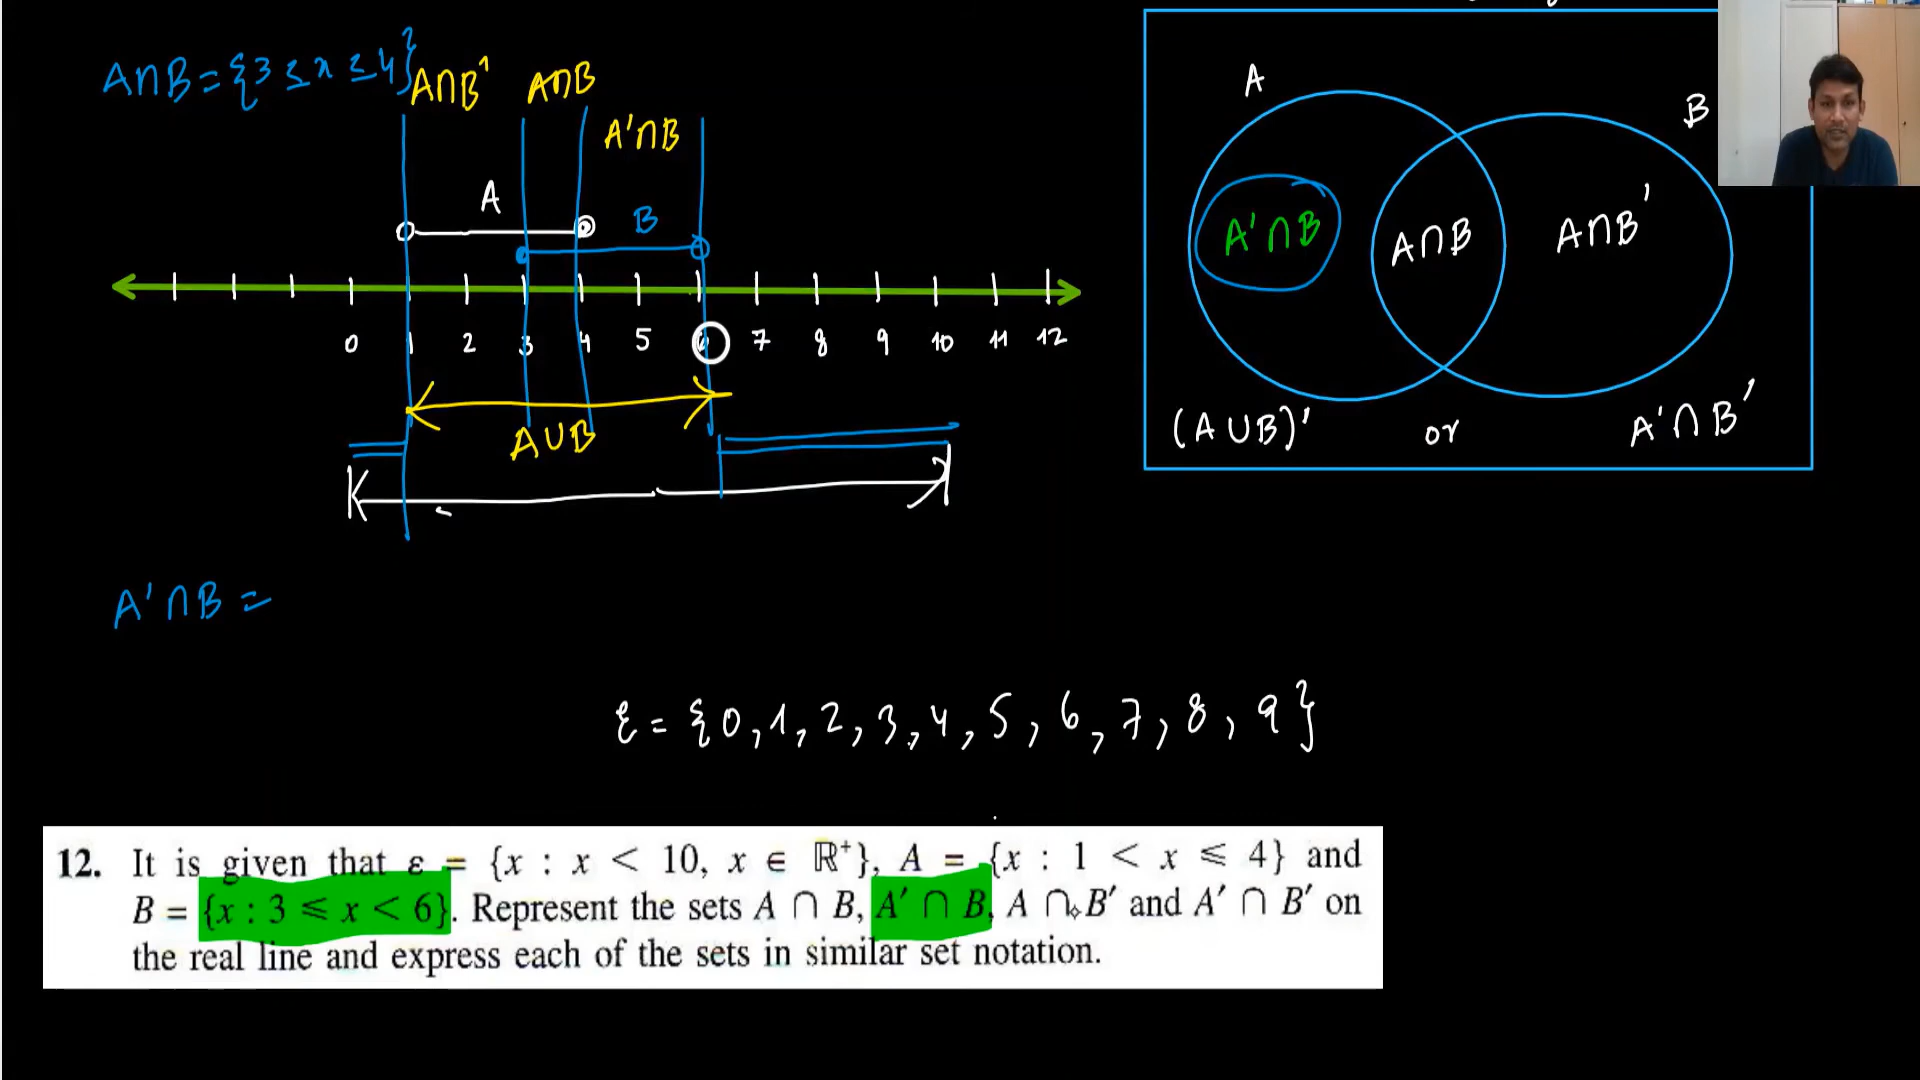 A∩B = {3 ≤ x ≤ 4}
A∩B' A∩B
A'∩B
A
B
0 1 2 3 4 5 6 7 8 9 10 11 12
A∪B
A'∩B =
A
B
A'∩B A∩B A∩B'
(A∪B)' or A'∩B'
ε = {0, 1, 2, 3, 4, 5, 6, 7, 8, 9}
12. It is given that ε = {x : x < 10, x ∈ ℝ⁺}, A = {x : 1 < x ⩽ 4} and
B = {x : 3 ⩽ x < 6}. Represent the sets A ∩ B, A′ ∩ B, A ∩ B′ and A′ ∩ B′ on
the real line and express each of the sets in similar set notation.